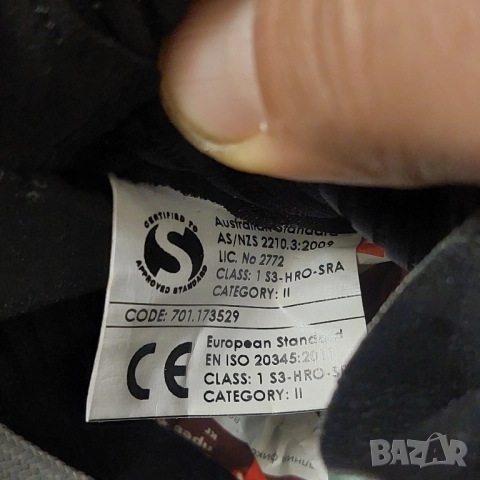 CERTIFIED TO
S
APPROVED STANDARD
Australian Standard
AS/NZS 2210.3:2009
LIC. No 2772
CLASS: 1 S3-HRO-SRA
CATEGORY: II
CODE: 701.173529
European Standard
EN ISO 20345:2011
CE
CLASS: 1 S3-HRO-SRA
CATEGORY: II
BAZAR